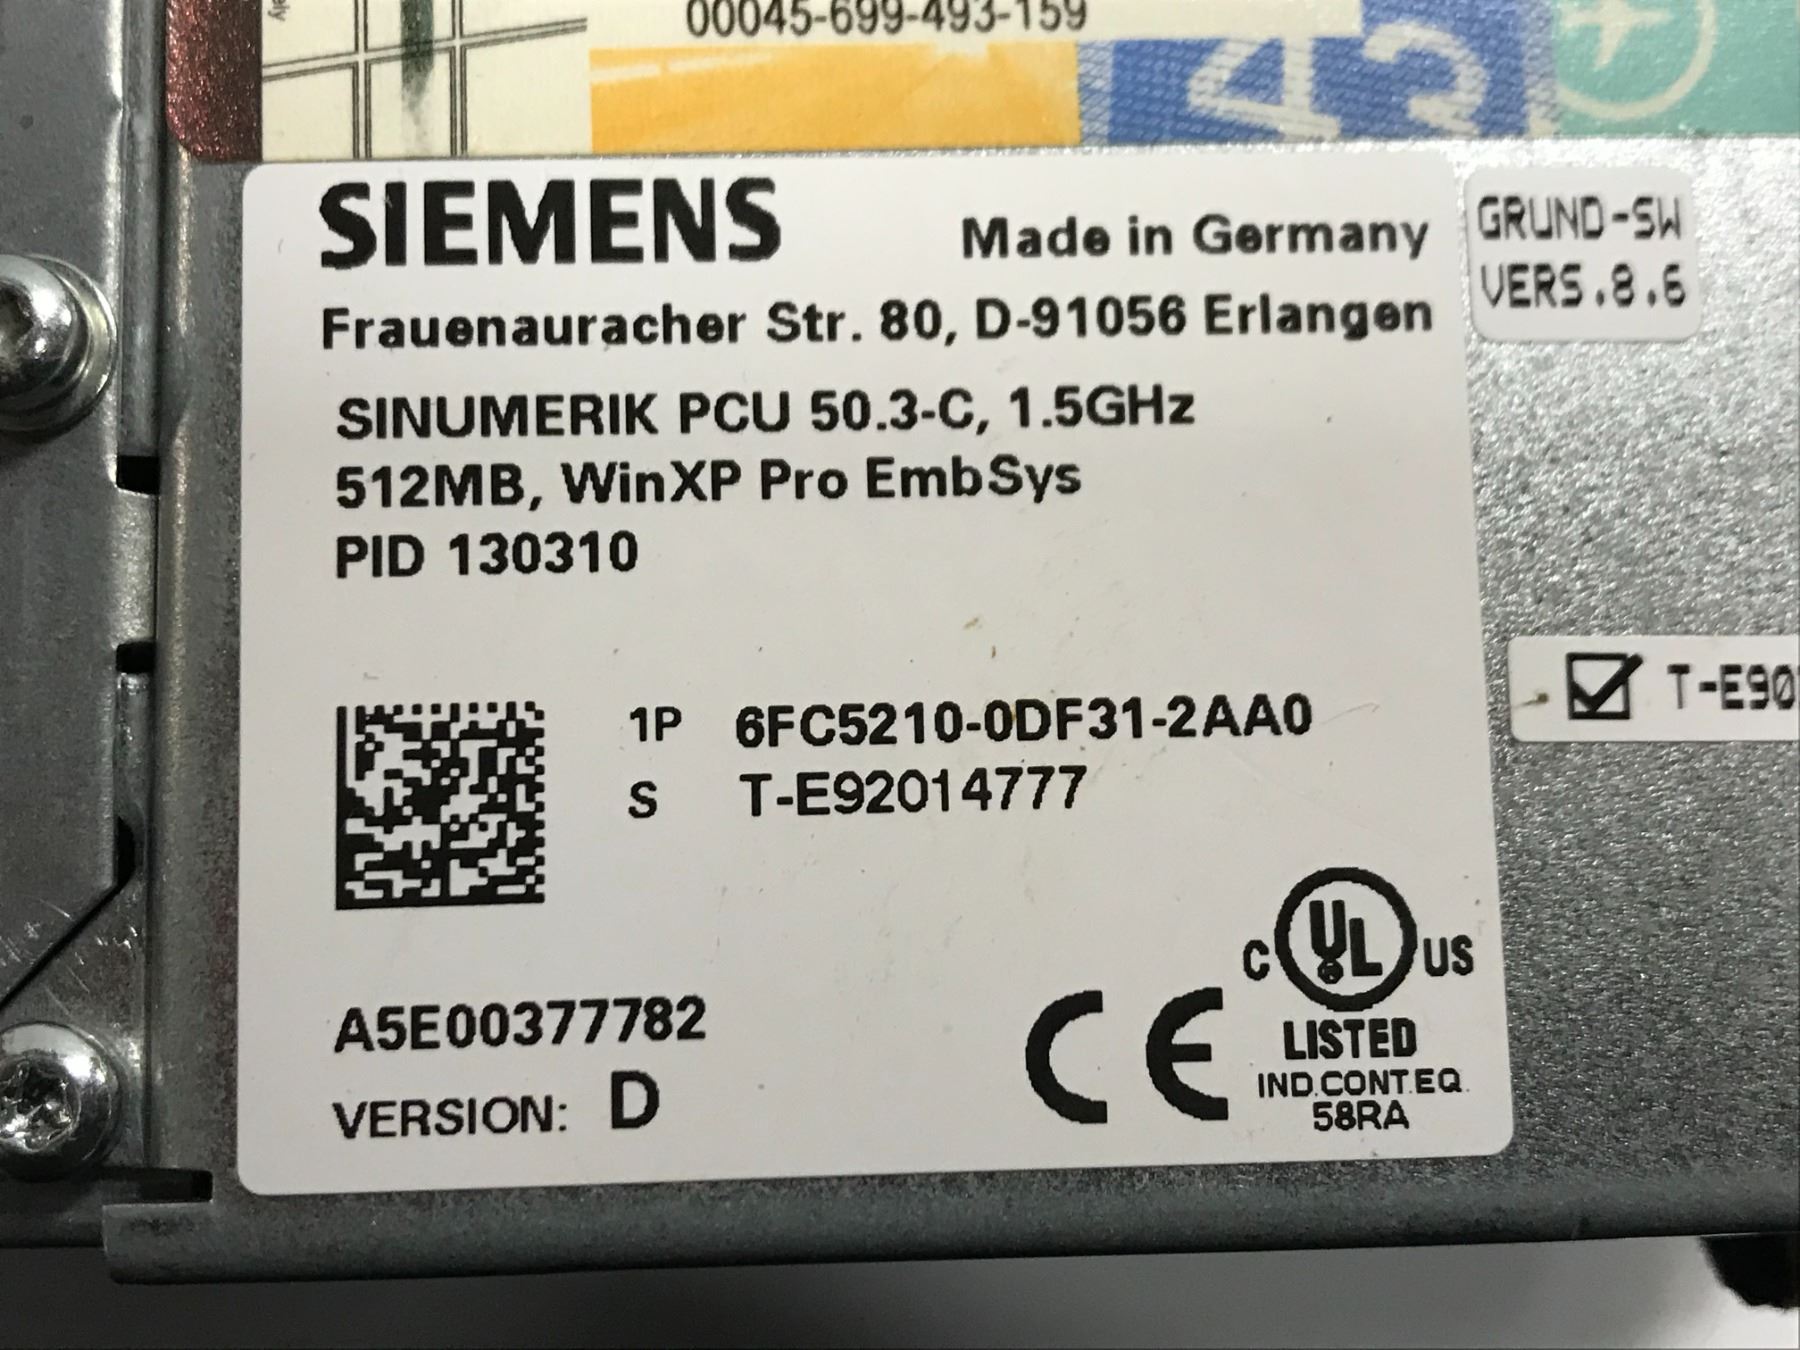 00045-699-493-159
SIEMENS
Made in Germany
Frauenauracher Str. 80, D-91056 Erlangen
GRUND-SW
VERS.8.6
SINUMERIK PCU 50.3-C, 1.5GHz
512MB, WinXP Pro EmbSys
PID 130310
1P 6FC5210-0DF31-2AA0
S T-E92014777
T-E90
A5E00377782
VERSION: D
CE
C UL US
LISTED
IND.CONT.EQ.
58RA